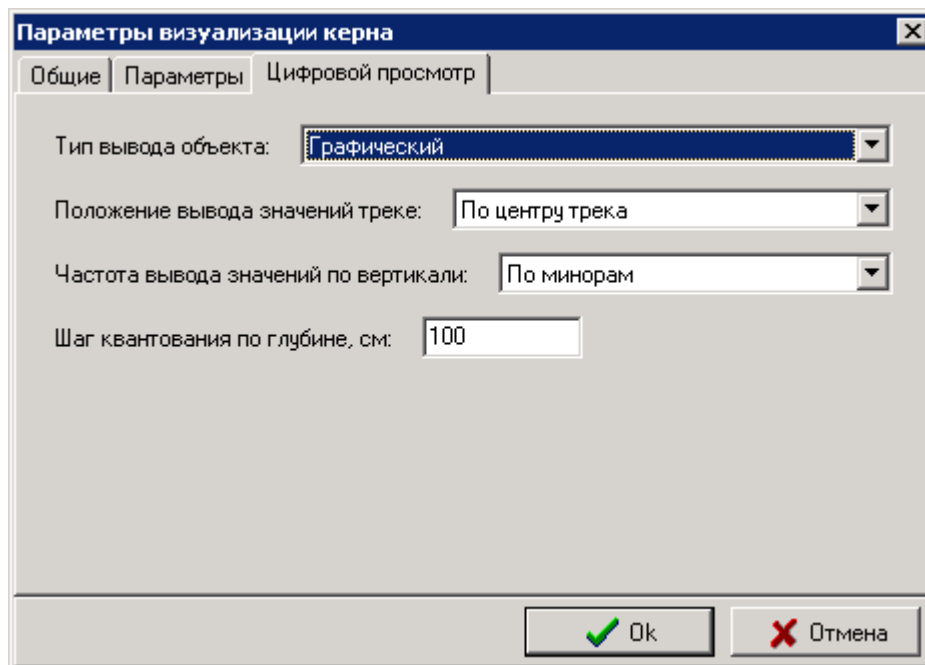 Параметры визуализации керна
Общие Параметры Цифровой просмотр
Тип вывода объекта: Графический
Положение вывода значений треке: По центру трека
Частота вывода значений по вертикали: По минорам
Шаг квантования по глубине, см: 100
Ok Отмена